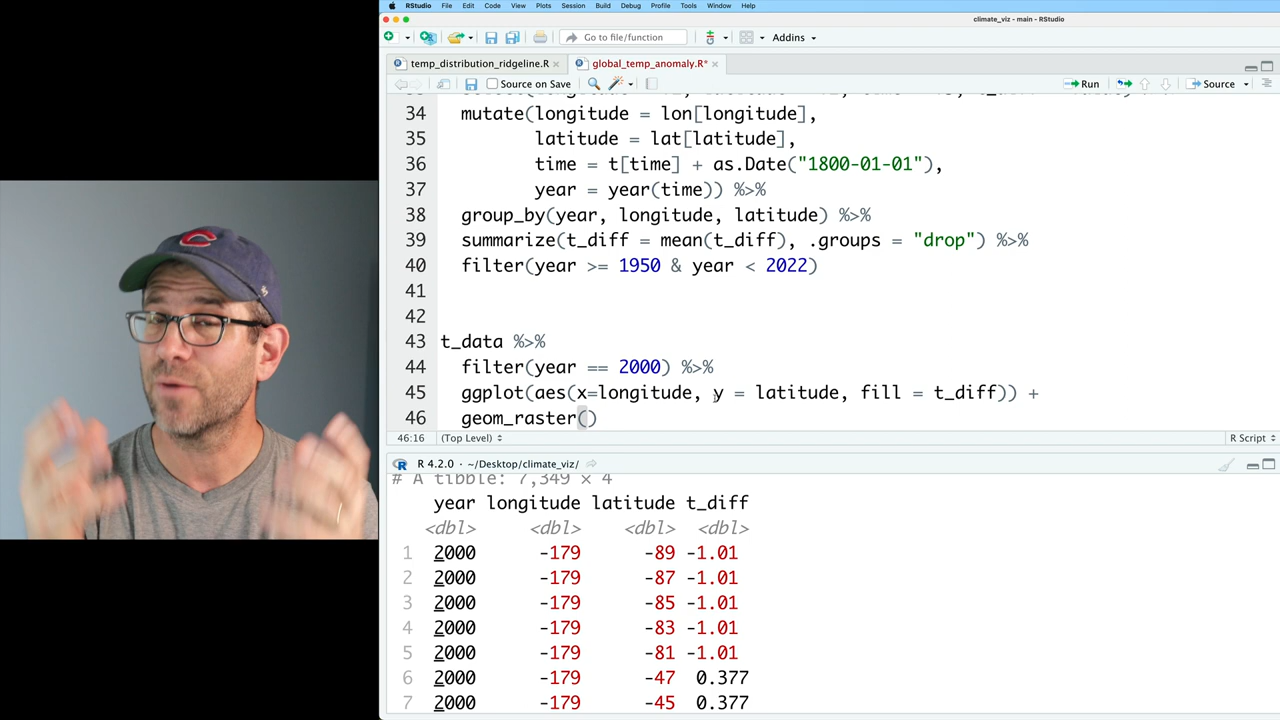 RStudio File Edit Code View Plots Session Build Debug Profile Tools Window Help
climate_viz - main - RStudio
Go to file/function Addins
temp_distribution_ridgeline.R × global_temp_anomaly.R* ×
Source on Save Run Source
34 mutate(longitude = lon[longitude],
35 latitude = lat[latitude],
36 time = t[time] + as.Date("1800-01-01"),
37 year = year(time)) %>%
38 group_by(year, longitude, latitude) %>%
39 summarize(t_diff = mean(t_diff), .groups = "drop") %>%
40 filter(year >= 1950 & year < 2022)
41
42
43 t_data %>%
44 filter(year == 2000) %>%
45 ggplot(aes(x=longitude, y = latitude, fill = t_diff)) +
46 geom_raster()
46:16 (Top Level) R Script
R 4.2.0 · ~/Desktop/climate_viz/
# A tibble: 7,349 × 4
year longitude latitude t_diff
<dbl> <dbl> <dbl> <dbl>
1 2000 -179 -89 -1.01
2 2000 -179 -87 -1.01
3 2000 -179 -85 -1.01
4 2000 -179 -83 -1.01
5 2000 -179 -81 -1.01
6 2000 -179 -47 0.377
7 2000 -179 -45 0.377